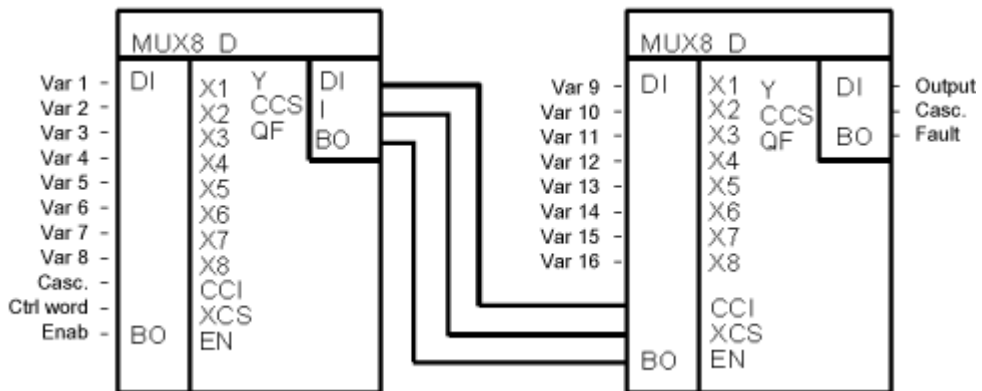 MUX8 D
Var 1 - DI X1 Y DI
Var 2 - X2 CCS I
Var 3 - X3 QF BO
Var 4 - X4
Var 5 - X5
Var 6 - X6
Var 7 - X7
Var 8 - X8
Casc. - CCI
Ctrl word - XCS
Enab - BO EN
MUX8 D
Var 9 - DI X1 Y DI - Output
Var 10 - X2 CCS - Casc.
Var 11 - X3 QF BO - Fault
Var 12 - X4
Var 13 - X5
Var 14 - X6
Var 15 - X7
Var 16 - X8
CCI
XCS
BO EN